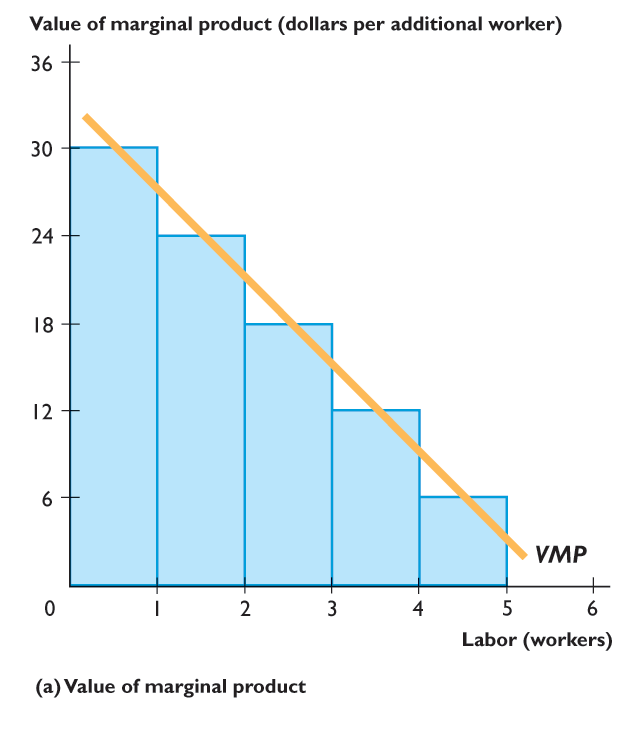 Value of marginal product (dollars per additional worker)
36
30
24
18
12
6
VMP
0 1 2 3 4 5 6
Labor (workers)
(a) Value of marginal product